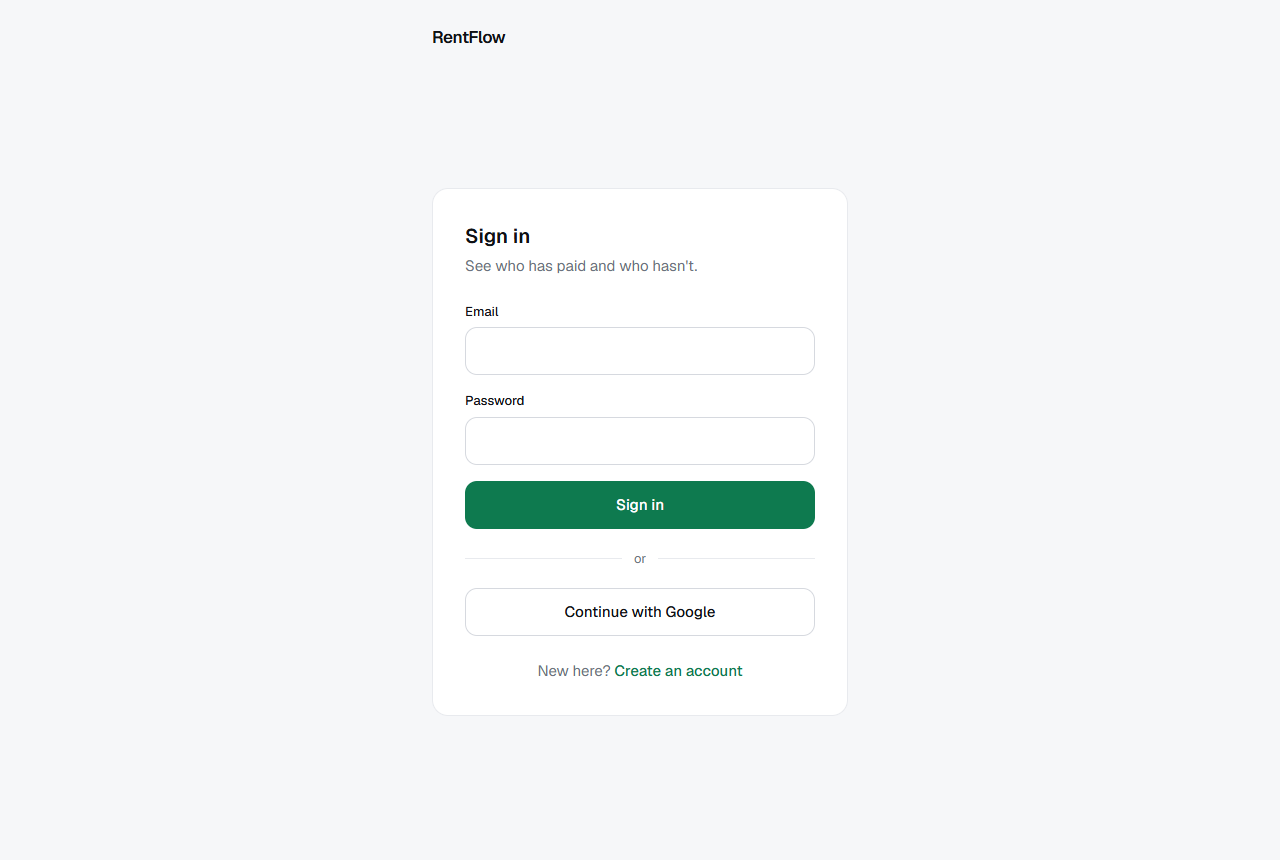 RentFlow
Sign in
See who has paid and who hasn't.
Email
Password
Sign in
or
Continue with Google
New here? Create an account